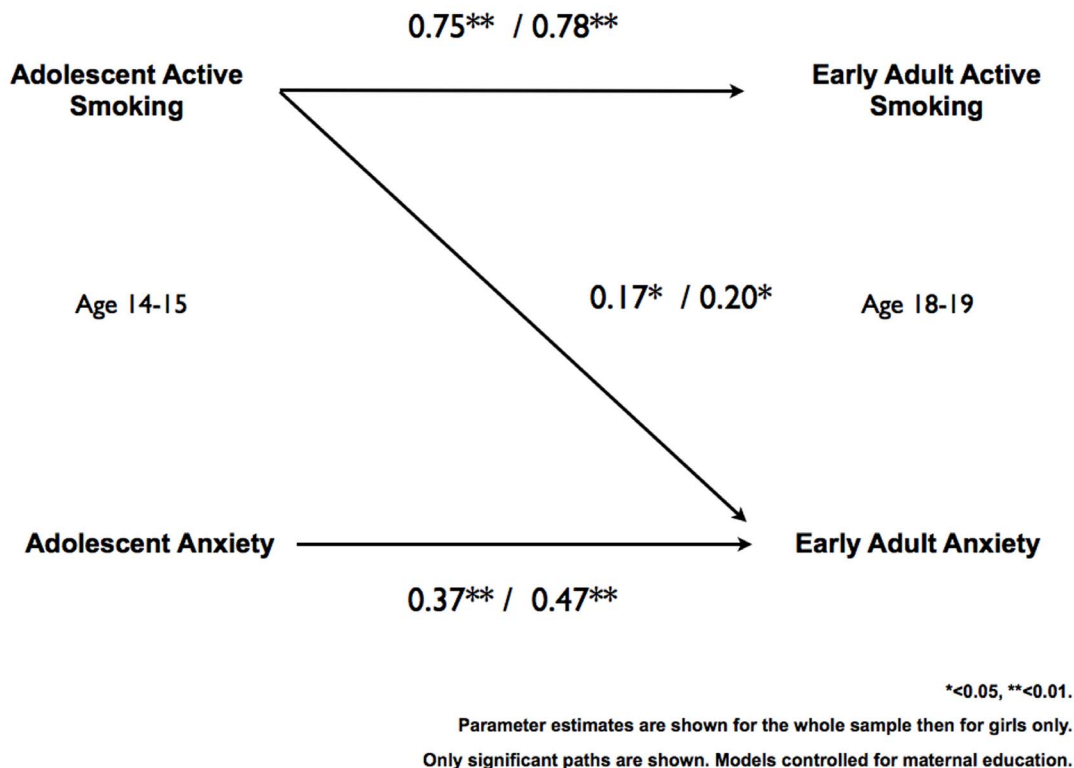 0.75** / 0.78**
Adolescent Active
Smoking
Early Adult Active
Smoking
Age 14-15
0.17* / 0.20*
Age 18-19
Adolescent Anxiety
Early Adult Anxiety
0.37** / 0.47**
*<0.05, **<0.01.
Parameter estimates are shown for the whole sample then for girls only.
Only significant paths are shown. Models controlled for maternal education.